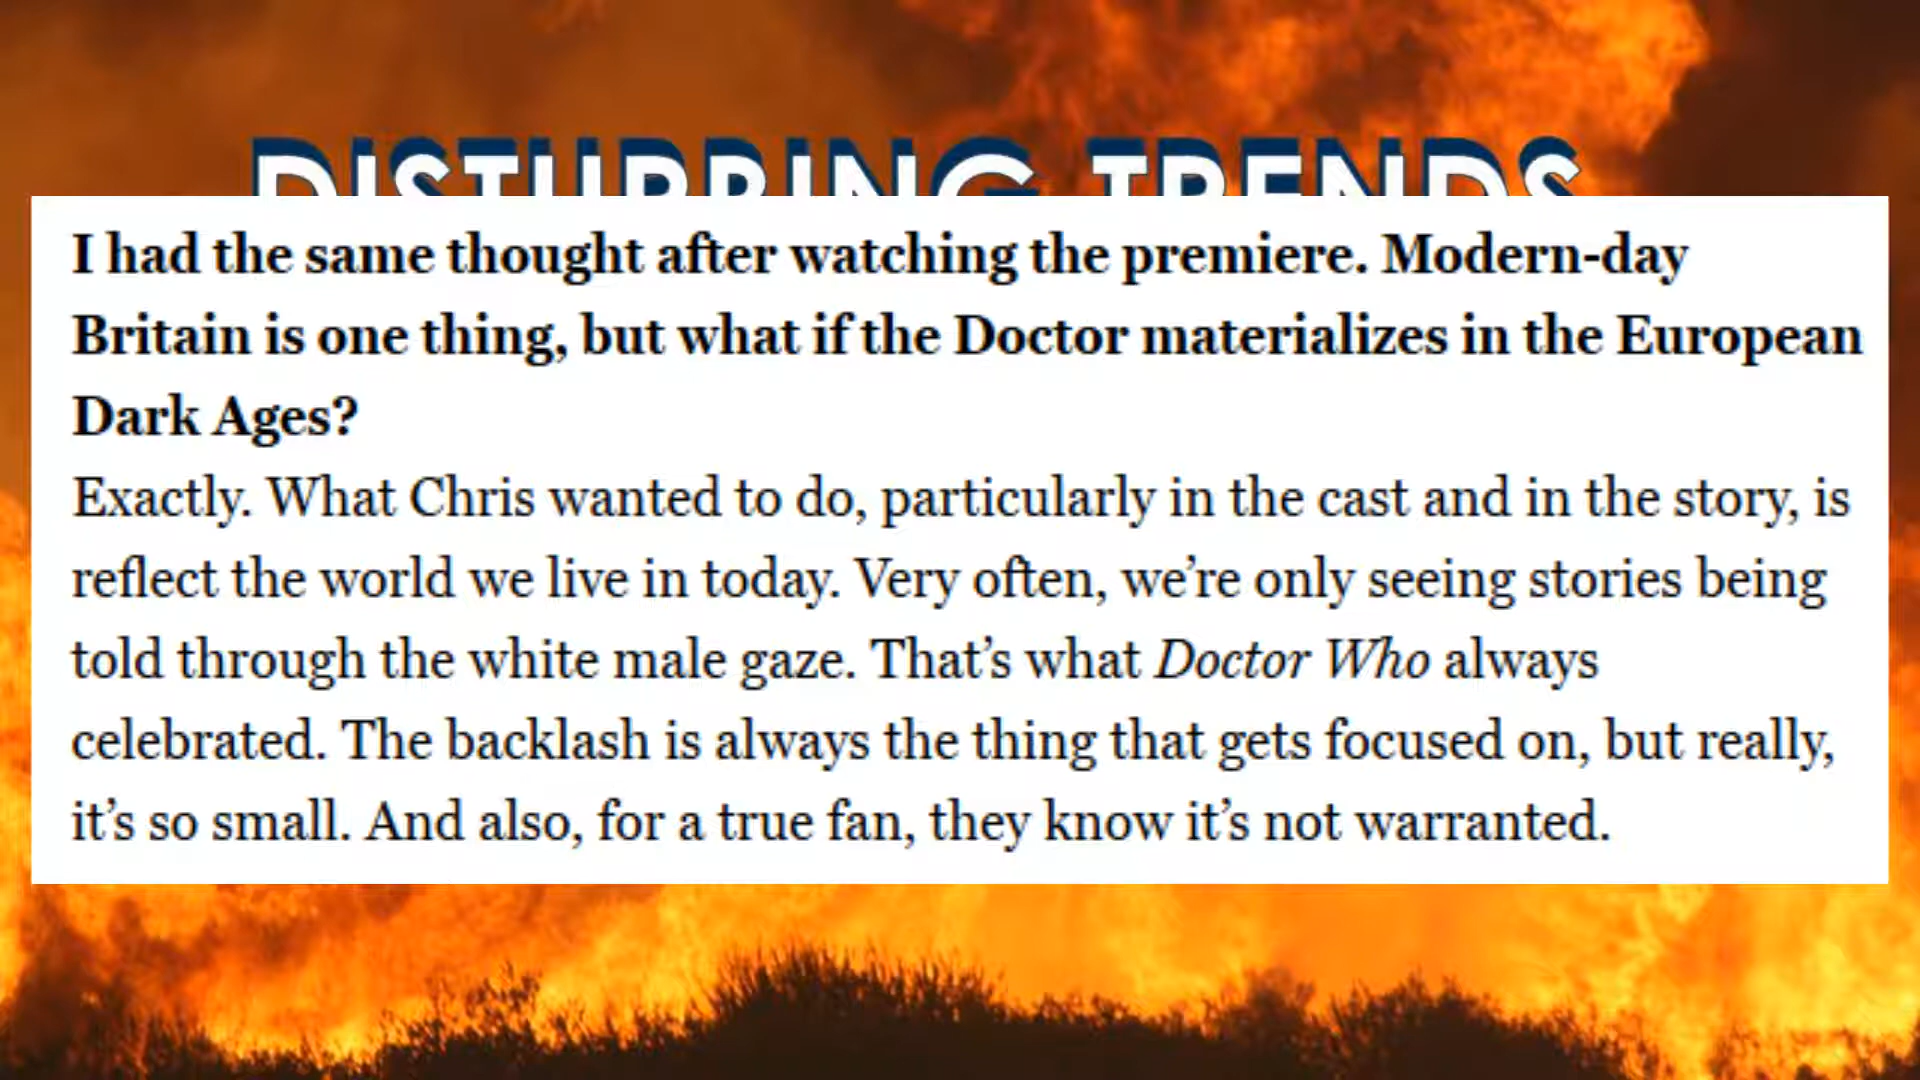 DISTURBING TRENDS
I had the same thought after watching the premiere. Modern-day
Britain is one thing, but what if the Doctor materializes in the European
Dark Ages?
Exactly. What Chris wanted to do, particularly in the cast and in the story, is
reflect the world we live in today. Very often, we’re only seeing stories being
told through the white male gaze. That’s what Doctor Who always
celebrated. The backlash is always the thing that gets focused on, but really,
it’s so small. And also, for a true fan, they know it’s not warranted.